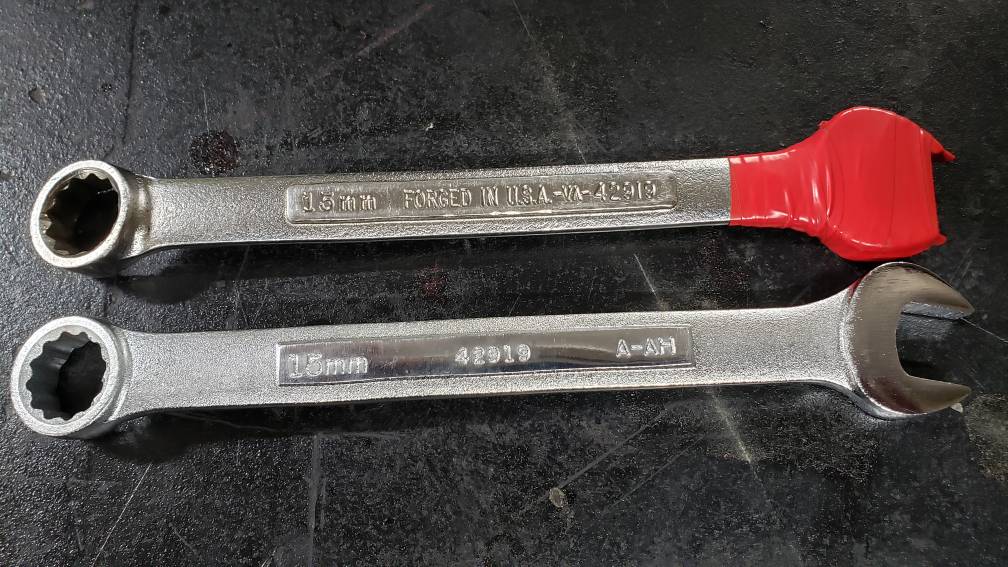 15mm FORGED IN U.S.A.-VA-42919
15mm 42919 A-AH